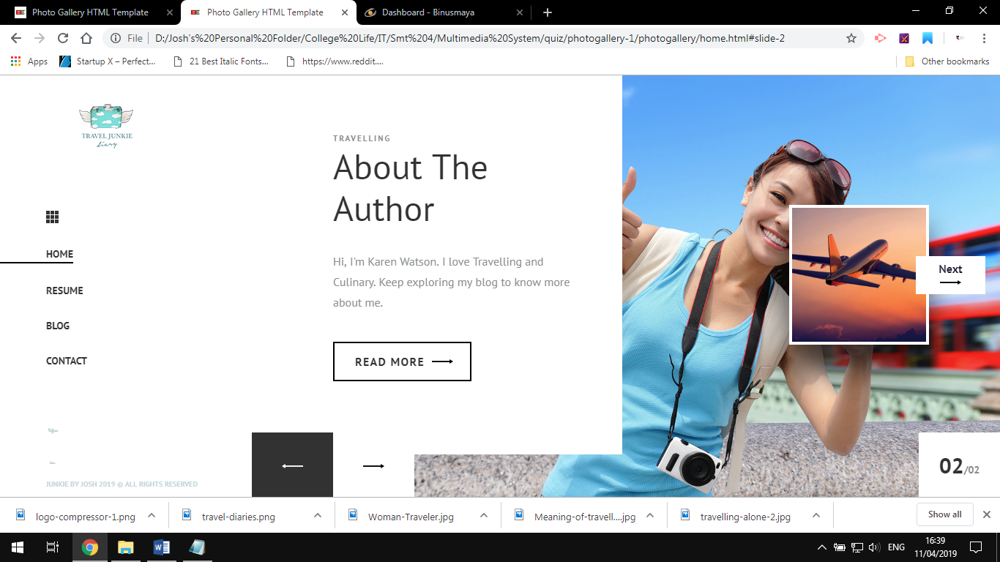 Photo Gallery HTML Template
Photo Gallery HTML Template
Dashboard - Binusmaya
File
D:/Josh's%20Personal%20Folder/College%20Life/IT/Smt%204/Multimedia%20System/quiz/photogallery-1/photogallery/home.html#slide-2
Apps
Startup X – Perfect...
21 Best Italic Fonts...
https://www.reddit....
Other bookmarks
TRAVEL JUNKIE
diary
HOME
RESUME
BLOG
CONTACT
JUNKIE BY JOSH 2019 @ ALL RIGHTS RESERVED
TRAVELLING
About The
Author
Hi, I'm Karen Watson. I love Travelling and
Culinary. Keep exploring my blog to know more
about me.
READ MORE
Next
02/02
logo-compressor-1.png
travel-diaries.png
Woman-Traveler.jpg
Meaning-of-travell....jpg
travelling-alone-2.jpg
Show all
ENG
16:39
11/04/2019